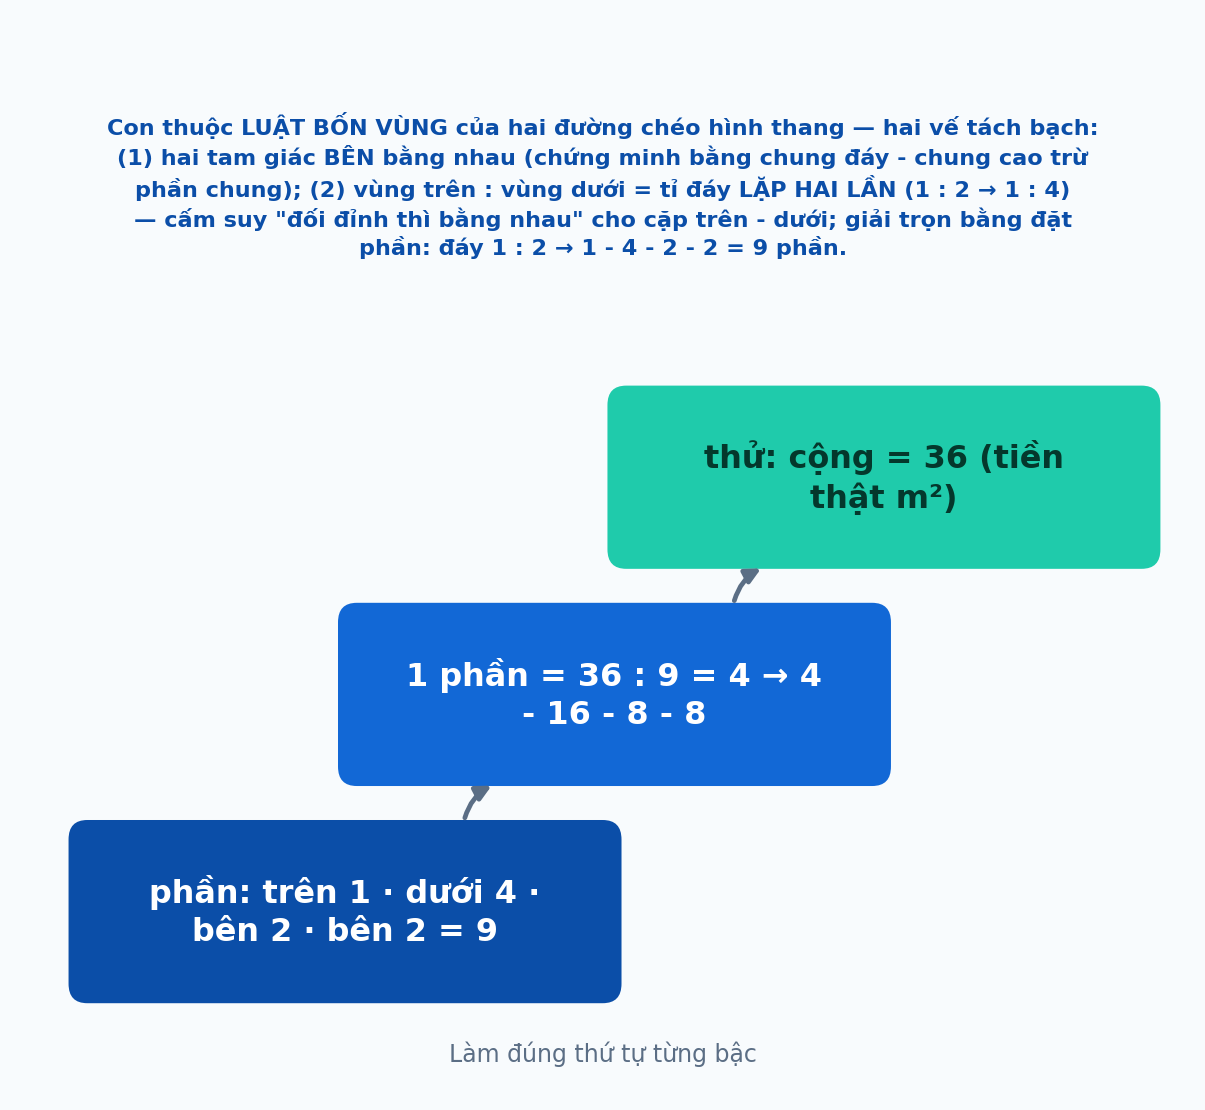 Con thuộc LUẬT BỐN VÙNG của hai đường chéo hình thang — hai vế tách bạch:
(1) hai tam giác BÊN bằng nhau (chứng minh bằng chung đáy - chung cao trừ
phần chung); (2) vùng trên : vùng dưới = tỉ đáy LẶP HAI LẦN (1 : 2 → 1 : 4)
— cấm suy "đối đỉnh thì bằng nhau" cho cặp trên - dưới; giải trọn bằng đặt
phần: đáy 1 : 2 → 1 - 4 - 2 - 2 = 9 phần.
thử: cộng = 36 (tiền
thật m²)
1 phần = 36 : 9 = 4 → 4
- 16 - 8 - 8
phần: trên 1 · dưới 4 ·
bên 2 · bên 2 = 9
Làm đúng thứ tự từng bậc